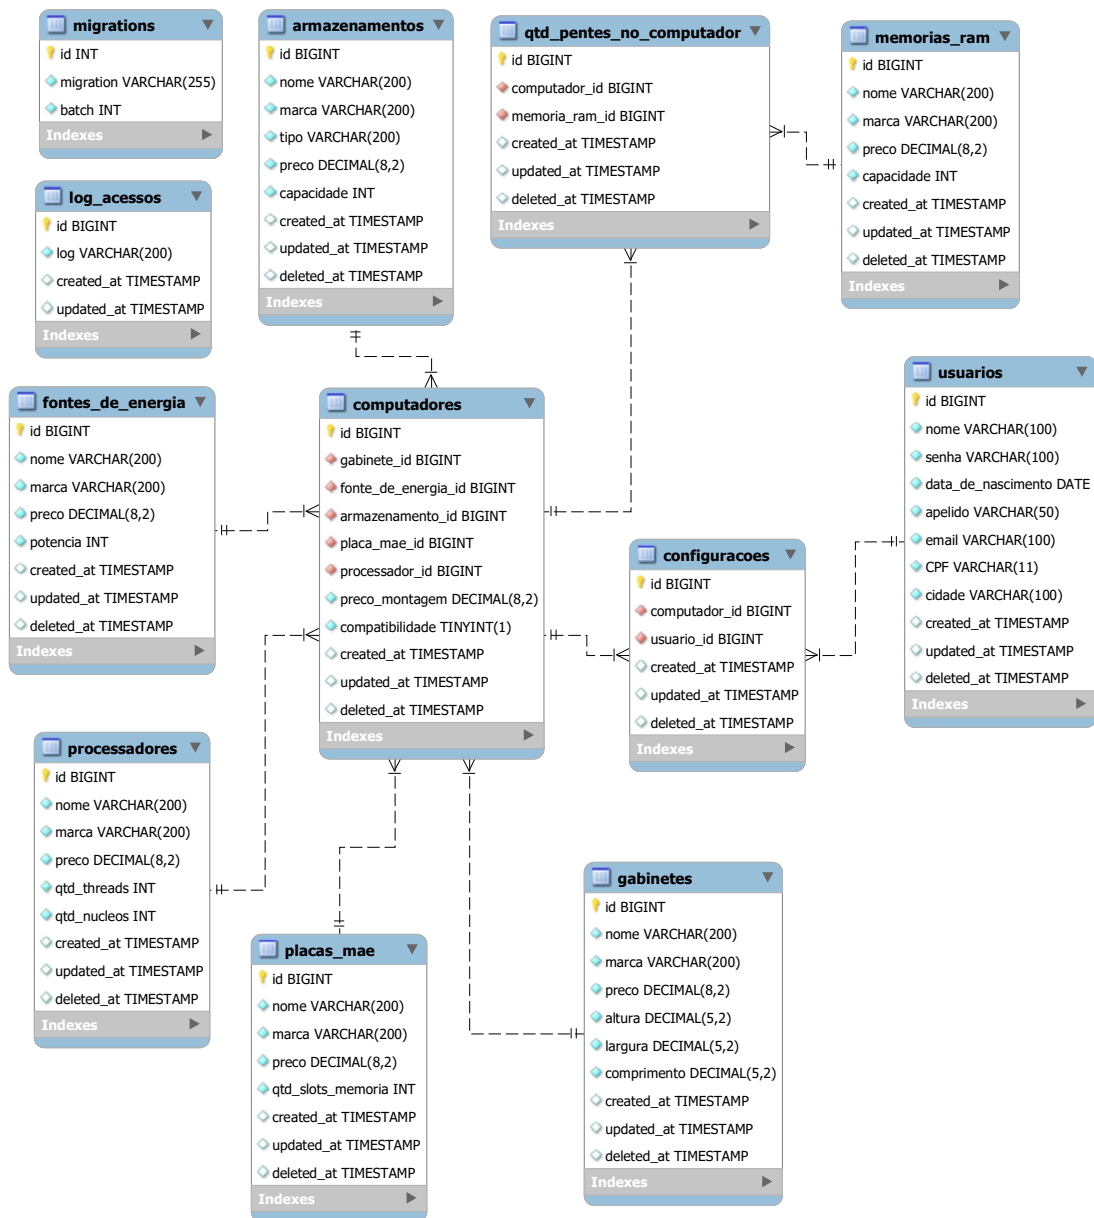 migrations
id INT
migration VARCHAR(255)
batch INT
Indexes
armazenamentos
id BIGINT
nome VARCHAR(200)
marca VARCHAR(200)
tipo VARCHAR(200)
preco DECIMAL(8,2)
capacidade INT
created_at TIMESTAMP
updated_at TIMESTAMP
deleted_at TIMESTAMP
Indexes
qtd_pentes_no_computador
id BIGINT
computador_id BIGINT
memoria_ram_id BIGINT
created_at TIMESTAMP
updated_at TIMESTAMP
deleted_at TIMESTAMP
Indexes
memorias_ram
id BIGINT
nome VARCHAR(200)
marca VARCHAR(200)
preco DECIMAL(8,2)
capacidade INT
created_at TIMESTAMP
updated_at TIMESTAMP
deleted_at TIMESTAMP
Indexes
log_acessos
id BIGINT
log VARCHAR(200)
created_at TIMESTAMP
updated_at TIMESTAMP
Indexes
fontes_de_energia
id BIGINT
nome VARCHAR(200)
marca VARCHAR(200)
preco DECIMAL(8,2)
potencia INT
created_at TIMESTAMP
updated_at TIMESTAMP
deleted_at TIMESTAMP
Indexes
computadores
id BIGINT
gabinete_id BIGINT
fonte_de_energia_id BIGINT
armazenamento_id BIGINT
placa_mae_id BIGINT
processador_id BIGINT
preco_montagem DECIMAL(8,2)
compatibilidade TINYINT(1)
created_at TIMESTAMP
updated_at TIMESTAMP
deleted_at TIMESTAMP
Indexes
configuracoes
id BIGINT
computador_id BIGINT
usuario_id BIGINT
created_at TIMESTAMP
updated_at TIMESTAMP
deleted_at TIMESTAMP
Indexes
usuarios
id BIGINT
nome VARCHAR(100)
senha VARCHAR(100)
data_de_nascimento DATE
apelido VARCHAR(50)
email VARCHAR(100)
CPF VARCHAR(11)
cidade VARCHAR(100)
created_at TIMESTAMP
updated_at TIMESTAMP
deleted_at TIMESTAMP
Indexes
processadores
id BIGINT
nome VARCHAR(200)
marca VARCHAR(200)
preco DECIMAL(8,2)
qtd_threads INT
qtd_nucleos INT
created_at TIMESTAMP
updated_at TIMESTAMP
deleted_at TIMESTAMP
Indexes
placas_mae
id BIGINT
nome VARCHAR(200)
marca VARCHAR(200)
preco DECIMAL(8,2)
qtd_slots_memoria INT
created_at TIMESTAMP
updated_at TIMESTAMP
deleted_at TIMESTAMP
Indexes
gabinetes
id BIGINT
nome VARCHAR(200)
marca VARCHAR(200)
preco DECIMAL(8,2)
altura DECIMAL(5,2)
largura DECIMAL(5,2)
comprimento DECIMAL(5,2)
created_at TIMESTAMP
updated_at TIMESTAMP
deleted_at TIMESTAMP
Indexes